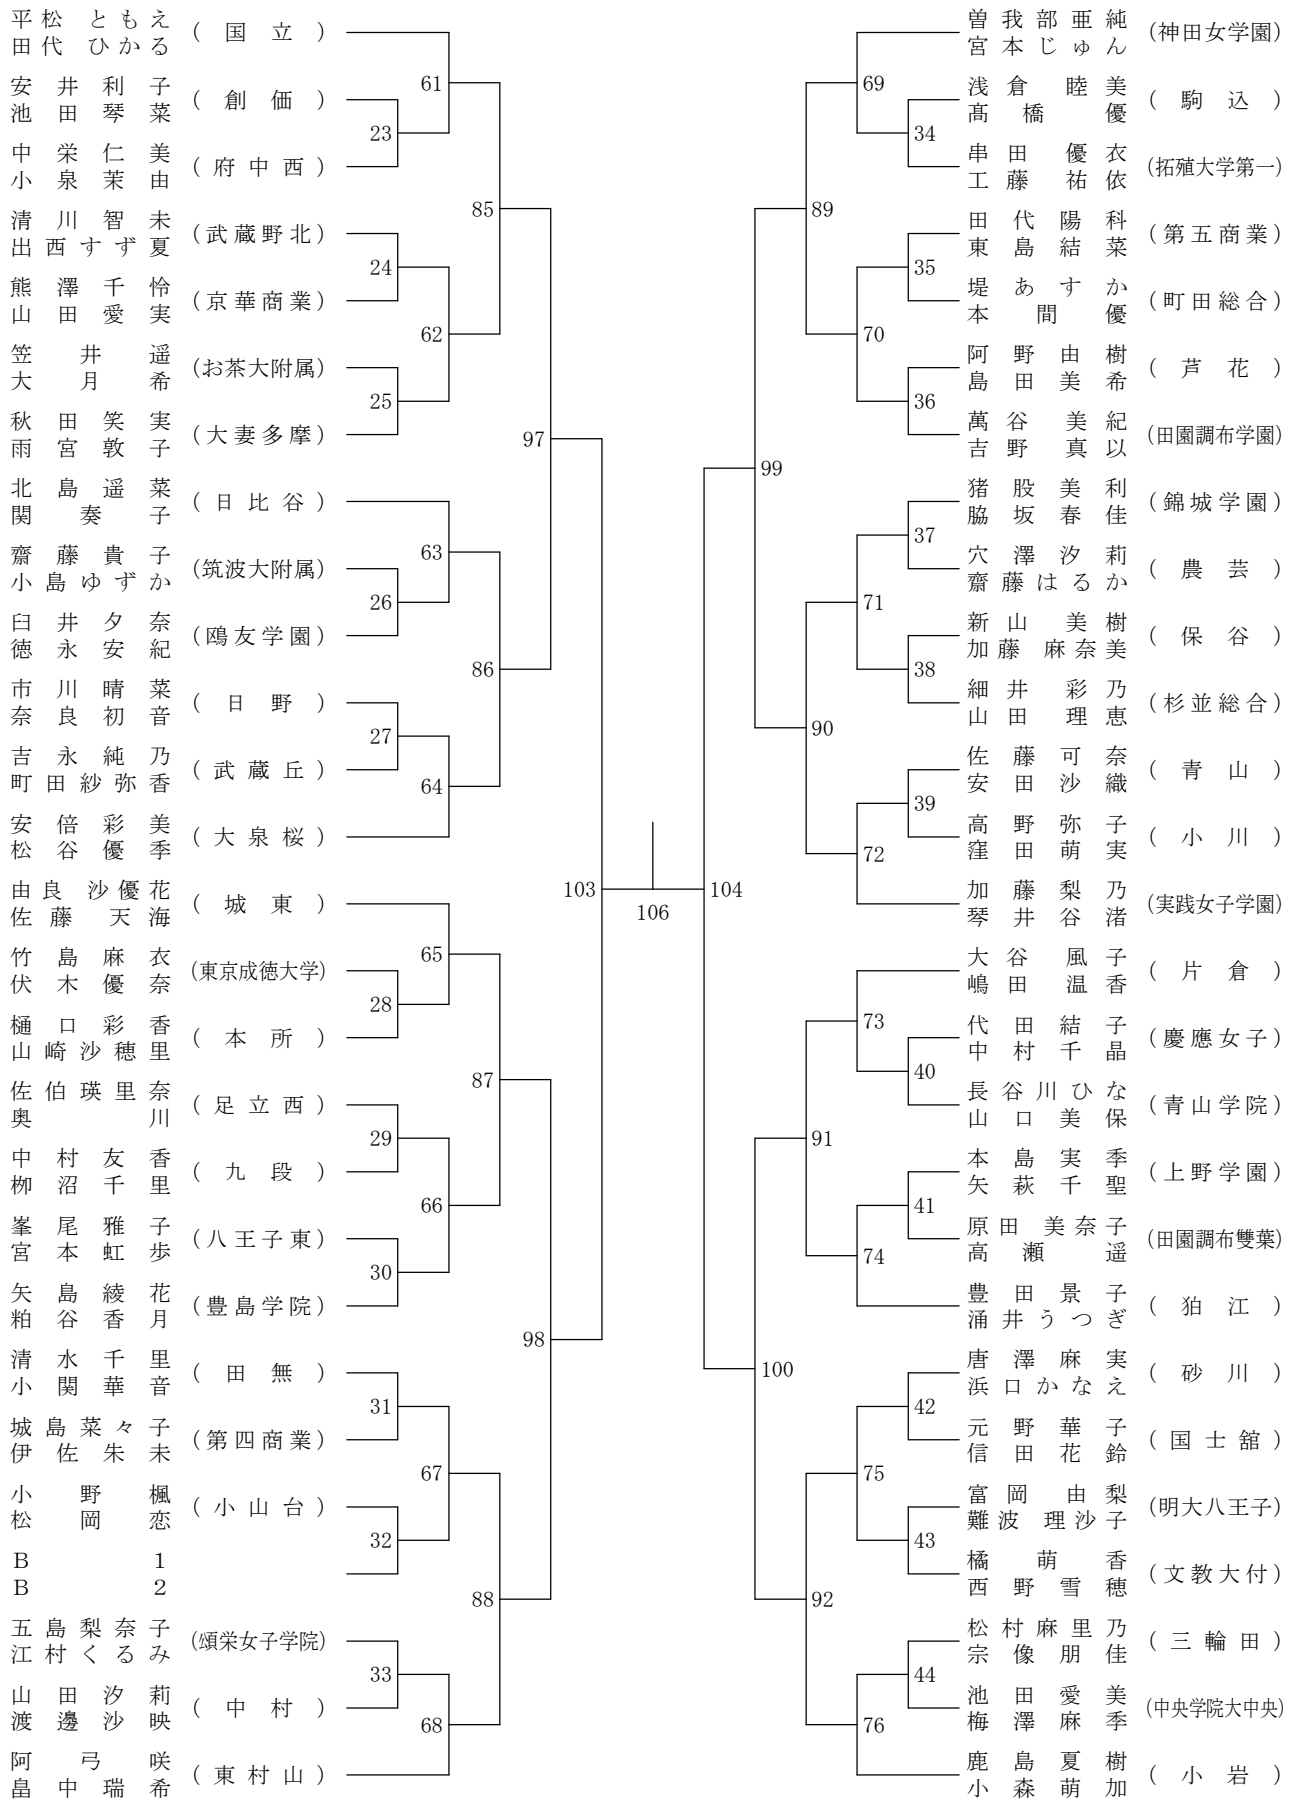 平松 ともえ
田代 ひかる
(国立)
安井利子
池田琴菜
(創価)
中栄仁美
小泉茉由
(府中西)
清川智未
出西すず夏
(武蔵野北)
熊澤千怜
山田愛実
(京華商業)
笠井遥
大月希
(お茶大附属)
秋田笑実
雨宮敦子
(大妻多摩)
北島遥菜
関奏子
(日比谷)
齋藤貴子
小島ゆずか
(筑波大附属)
臼井夕奈
徳永安紀
(鴎友学園)
市川晴菜
奈良初音
(日野)
吉永純乃
町田紗弥香
(武蔵丘)
安倍彩美
松谷優季
(大泉桜)
由良 沙優花
佐藤 天海
(城東)
竹島麻衣
伏木優奈
(東京成徳大学)
樋口彩香
山崎沙穂里
(本所)
佐伯瑛里奈
奥川
(足立西)
中村友香
柳沼千里
(九段)
峯尾雅子
宮本虹歩
(八王子東)
矢島綾花
粕谷香月
(豊島学院)
清水千里
小関華音
(田無)
城島菜々子
伊佐朱未
(第四商業)
小野楓
松岡恋
(小山台)
B 1
B 2
五島梨奈子
江村くるみ
(頌栄女子学院)
山田汐莉
渡邊沙映
(中村)
阿弓咲
畠中瑞希
(東村山)
61
23
85
24
62
25
97
63
26
86
27
64
103
65
28
87
29
66
30
98
31
67
32
88
33
68
106
104
69
34
89
35
70
36
99
37
71
38
90
39
72
73
40
91
41
74
100
42
75
43
92
44
76
曽我部亜純
宮本じゅん
(神田女学園)
浅倉睦美
髙橋優
(駒込)
串田優衣
工藤祐依
(拓殖大学第一)
田代陽科
東島結菜
(第五商業)
堤あすか
本間優
(町田総合)
阿野由樹
島田美希
(芦花)
萬谷美紀
吉野真以
(田園調布学園)
猪股美利
脇坂春佳
(錦城学園)
穴澤汐莉
齋藤はるか
(農芸)
新山美樹
加藤 麻奈美
(保谷)
細井彩乃
山田理恵
(杉並総合)
佐藤可奈
安田沙織
(青山)
高野弥子
窪田萌実
(小川)
加藤梨乃
琴井谷渚
(実践女子学園)
大谷風子
嶋田温香
(片倉)
代田結子
中村千晶
(慶應女子)
長谷川ひな
山口美保
(青山学院)
本島実季
矢萩千聖
(上野学園)
原田 美奈子
高瀬遥
(田園調布雙葉)
豊田景子
涌井うつぎ
(狛江)
唐澤麻実
浜口かなえ
(砂川)
元野華子
信田花鈴
(国士舘)
富岡由梨
難波 理沙子
(明大八王子)
橘萌香
西野雪穂
(文教大付)
松村麻里乃
宗像朋佳
(三輪田)
池田愛美
梅澤麻季
(中央学院大中央)
鹿島夏樹
小森萌加
(小岩)